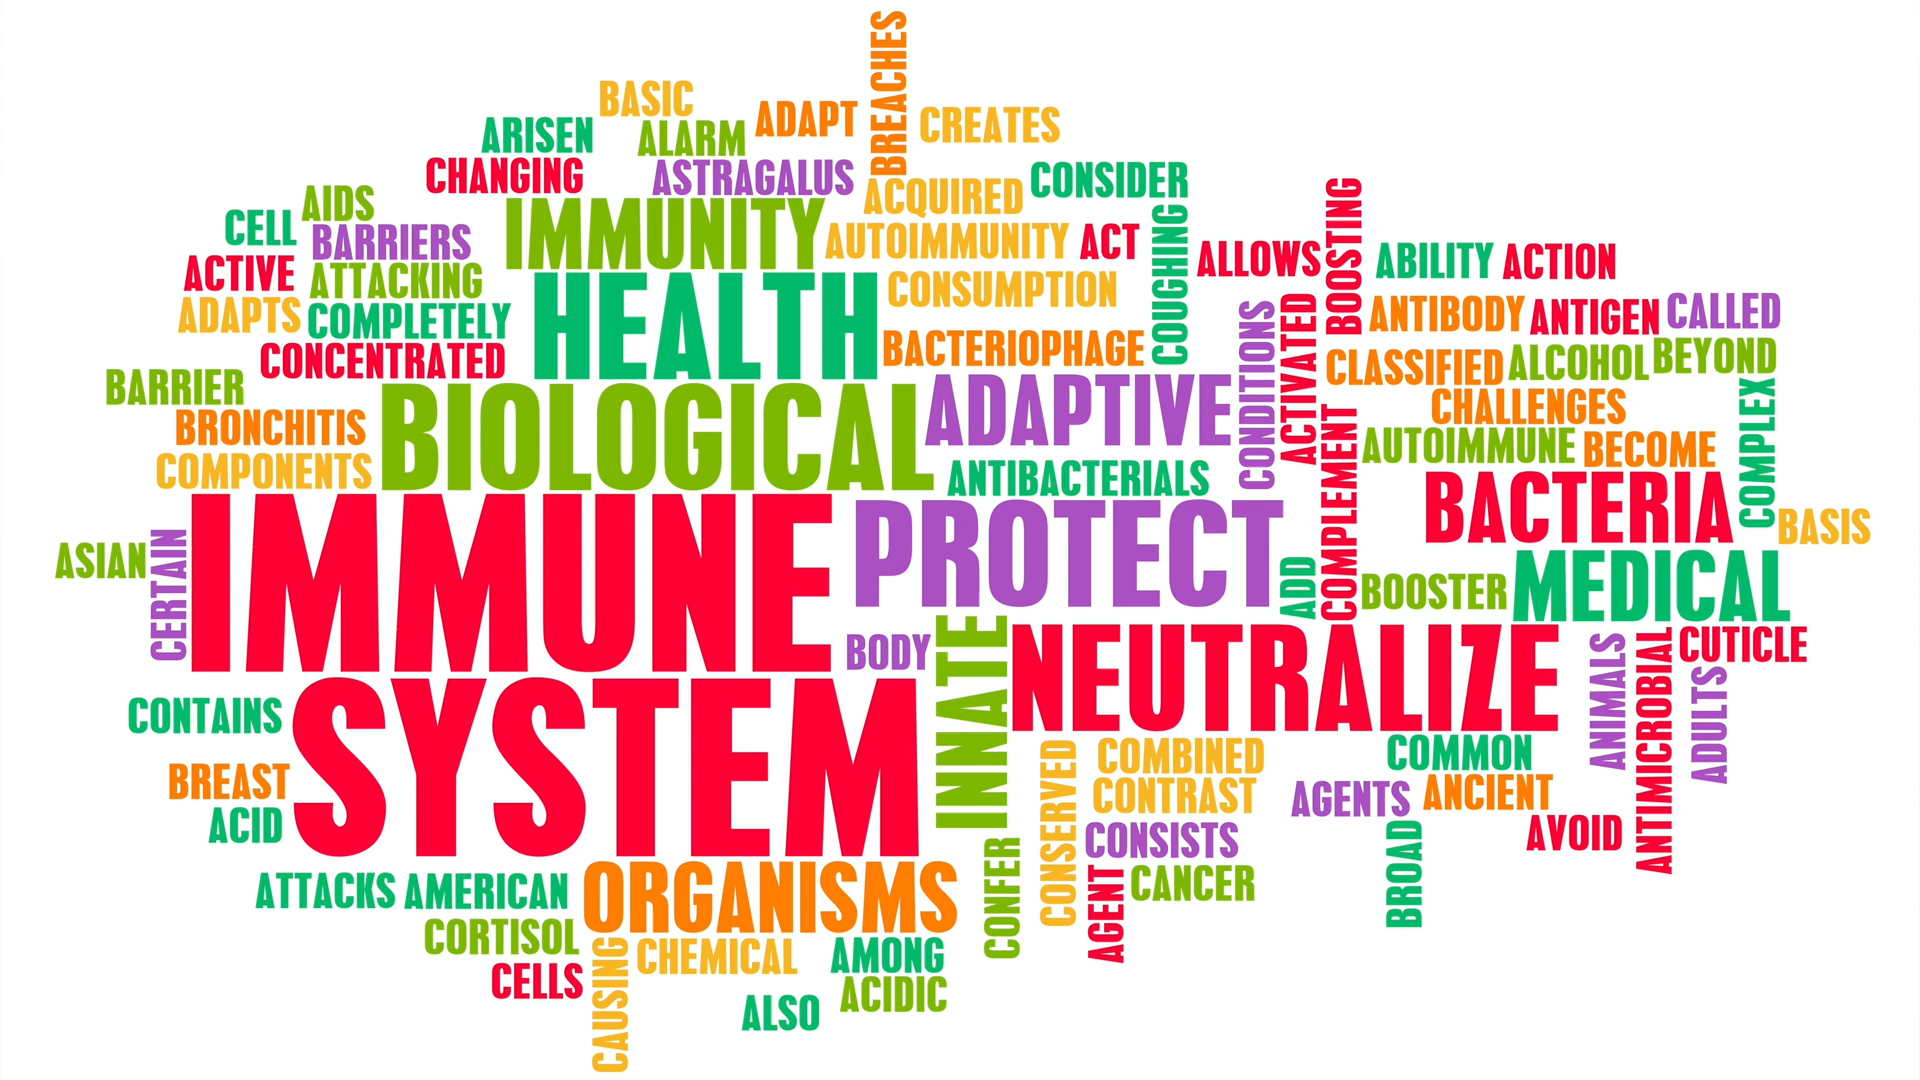 BREACHES
BASIC
ADAPT
CREATES
ARISEN
ALARM
CHANGING
ASTRAGALUS
ACQUIRED
CONSIDER
AIDS
CELL
BARRIERS
IMMUNITY
AUTOIMMUNITY
ACT
COUGHING
ALLOWS
BOOSTING
ABILITY
ACTION
ACTIVE
ATTACKING
HEALTH
CONSUMPTION
ADAPTS
COMPLETELY
ANTIBODY
ANTIGEN
CALLED
CONCENTRATED
BACTERIOPHAGE
CONDITIONS
ACTIVATED
CLASSIFIED
ALCOHOL
BEYOND
BARRIER
BIOLOGICAL
ADAPTIVE
CHALLENGES
COMPLEX
BRONCHITIS
COMPONENTS
ANTIBACTERIALS
COMPLEMENT
AUTOIMMUNE
BECOME
IMMUNE
PROTECT
BACTERIA
BASIS
ASIAN
CERTAIN
ADD
BOOSTER
MEDICAL
BODY
INNATE
NEUTRALIZE
ANIMALS
ANTIMICROBIAL
CUTICLE
ADULTS
CONTAINS
SYSTEM
CONSERVED
COMBINED
COMMON
BREAST
CONTRAST
AGENTS
ANCIENT
ACID
CONSISTS
BROAD
AVOID
ATTACKS
AMERICAN
ORGANISMS
CONFER
AGENT
CANCER
CORTISOL
CAUSING
CHEMICAL
AMONG
CELLS
ALSO
ACIDIC